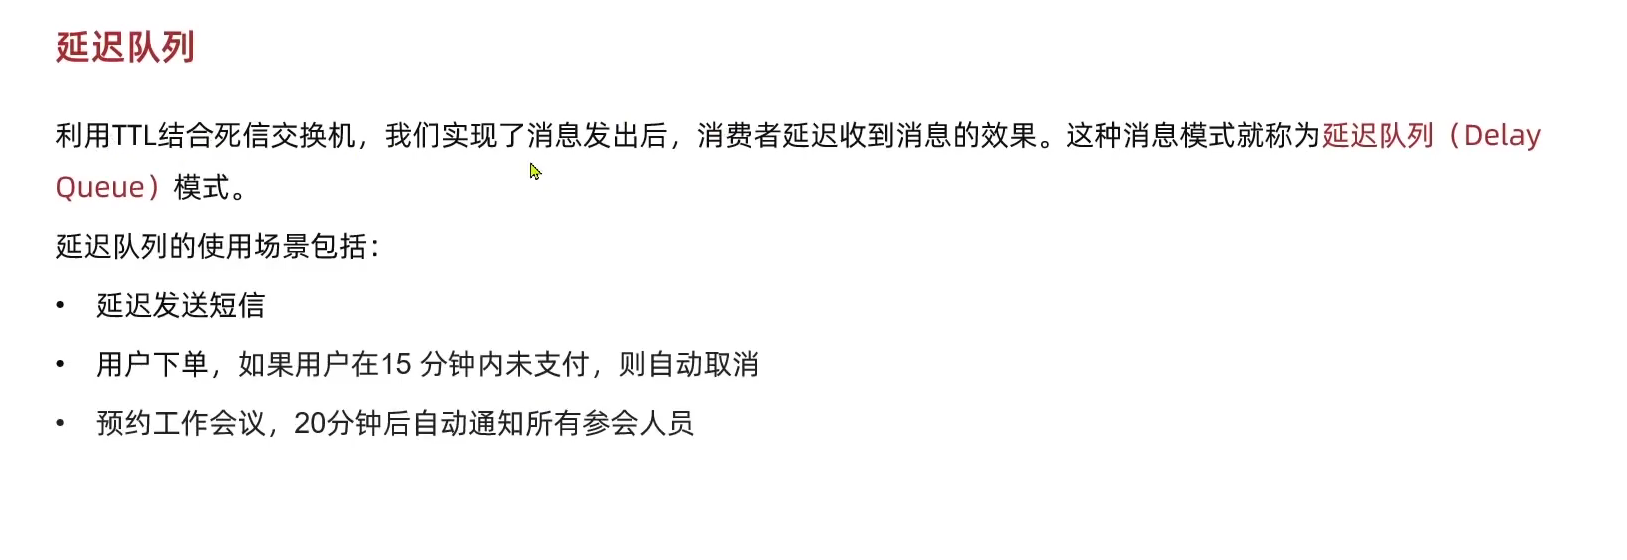 延迟队列
利用TTL结合死信交换机，我们实现了消息发出后，消费者延迟收到消息的效果。这种消息模式就称为延迟队列（Delay
Queue）模式。
延迟队列的使用场景包括：
• 延迟发送短信
• 用户下单，如果用户在15 分钟内未支付，则自动取消
• 预约工作会议，20分钟后自动通知所有参会人员